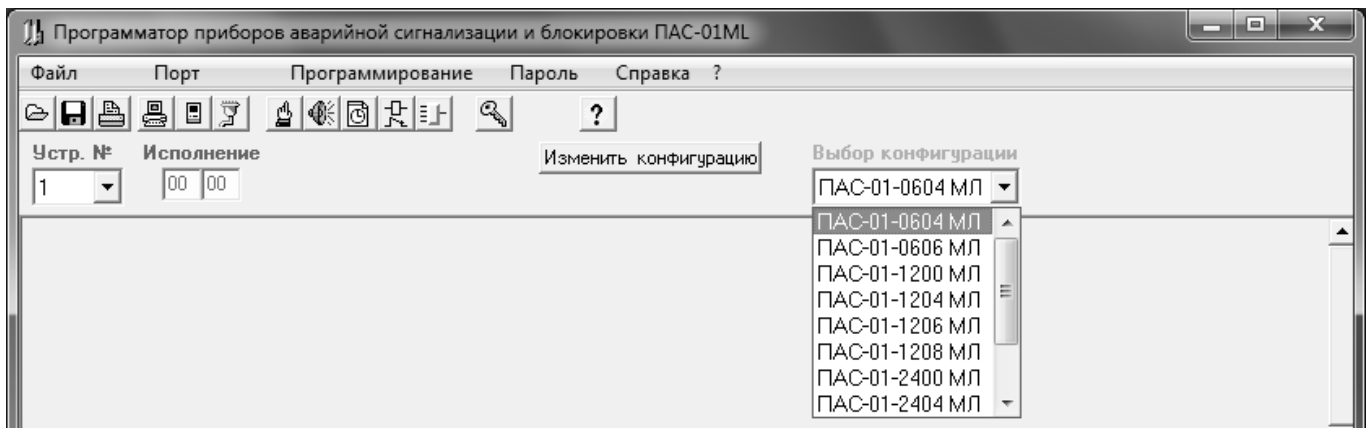 Программатор приборов аварийной сигнализации и блокировки ПАС-01ML
Файл Порт Программирование Пароль Справка ?
?
Устр. № Исполнение Изменить конфигурацию Выбор конфигурации
1 00 00 ПАС-01-0604 МЛ
ПАС-01-0604 МЛ
ПАС-01-0606 МЛ
ПАС-01-1200 МЛ
ПАС-01-1204 МЛ
ПАС-01-1206 МЛ
ПАС-01-1208 МЛ
ПАС-01-2400 МЛ
ПАС-01-2404 МЛ